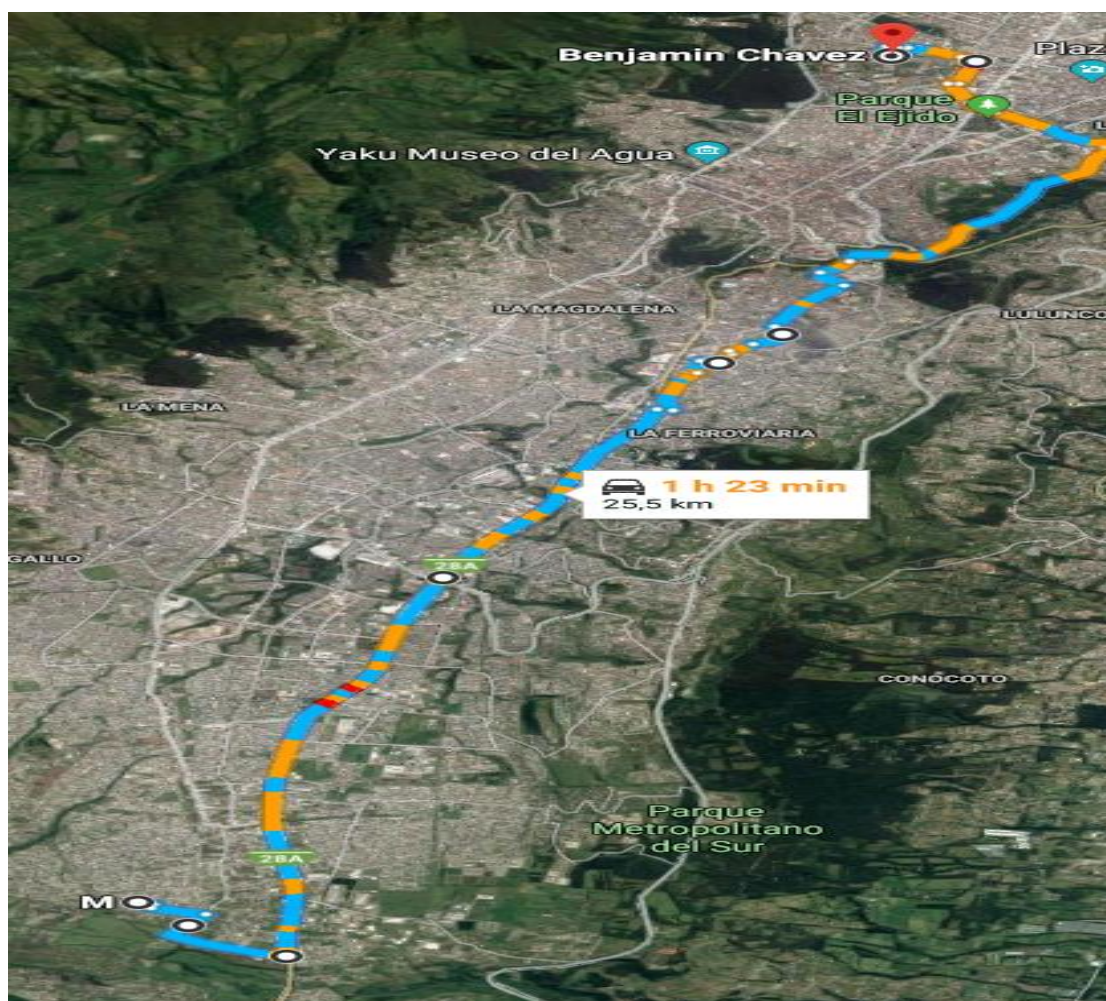 Benjamin Chavez
Plaz
Parque
El Ejido
L
Yaku Museo del Agua
LA MAGDALENA
LULUNCO
LA MENA
LA FERROVIARIA
1 h 23 min
25,5 km
GALLO
28A
CONOCOTO
Parque
Metropolitano
del Sur
28A
M